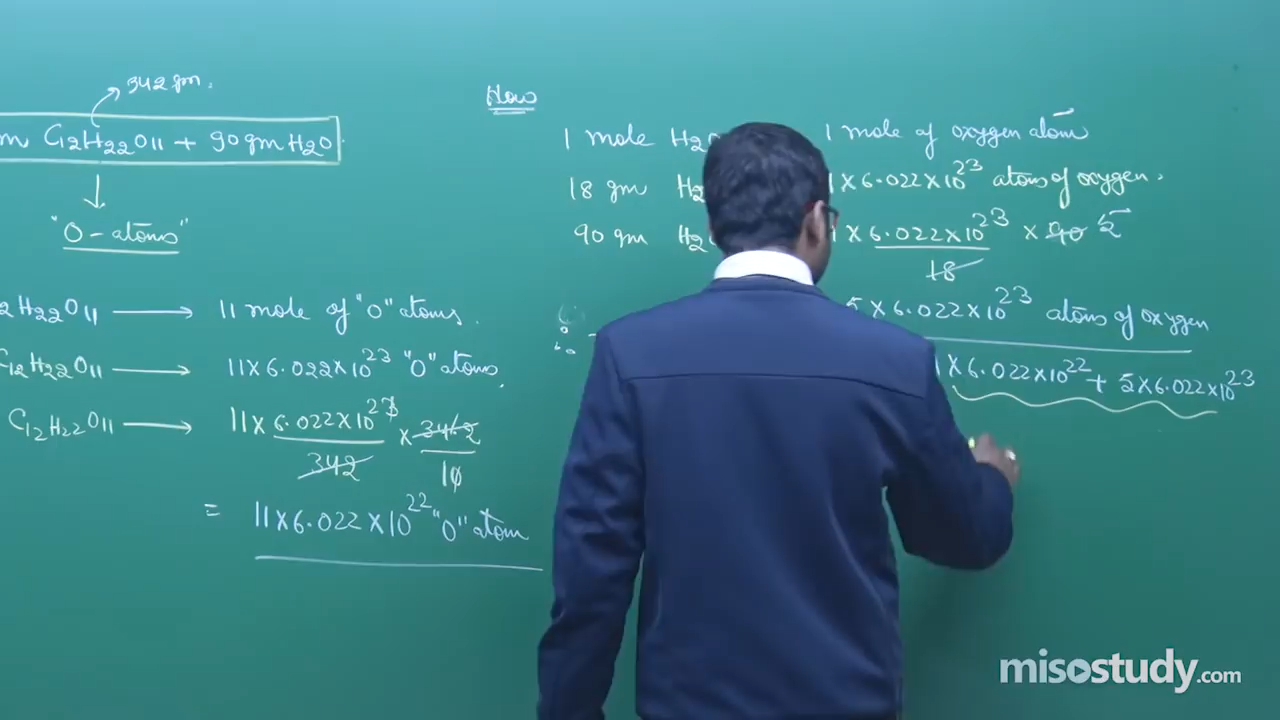 342 gm.
m C12H22O11 + 90 gm H2O
"O-atoms"
2H22O11 → 11 mole of "O" atoms.
C12H22O11 → 11 × 6.022 × 10^23 "O" atoms,
C12H22O11 → 11 × 6.022 × 10^23 / 342 × 34.2 / 10
= 11 × 6.022 × 10^22 "O" atom
How
1 mole H2O 1 mole of oxygen atom
18 gm H2 1 × 6.022 × 10^23 atoms of oxygen.
90 gm H2O 1 × 6.022 × 10^23 / 18 × 90 5
5 × 6.022 × 10^23 atoms of oxygen
1 × 6.022 × 10^22 + 5 × 6.022 × 10^23
misostudy.com